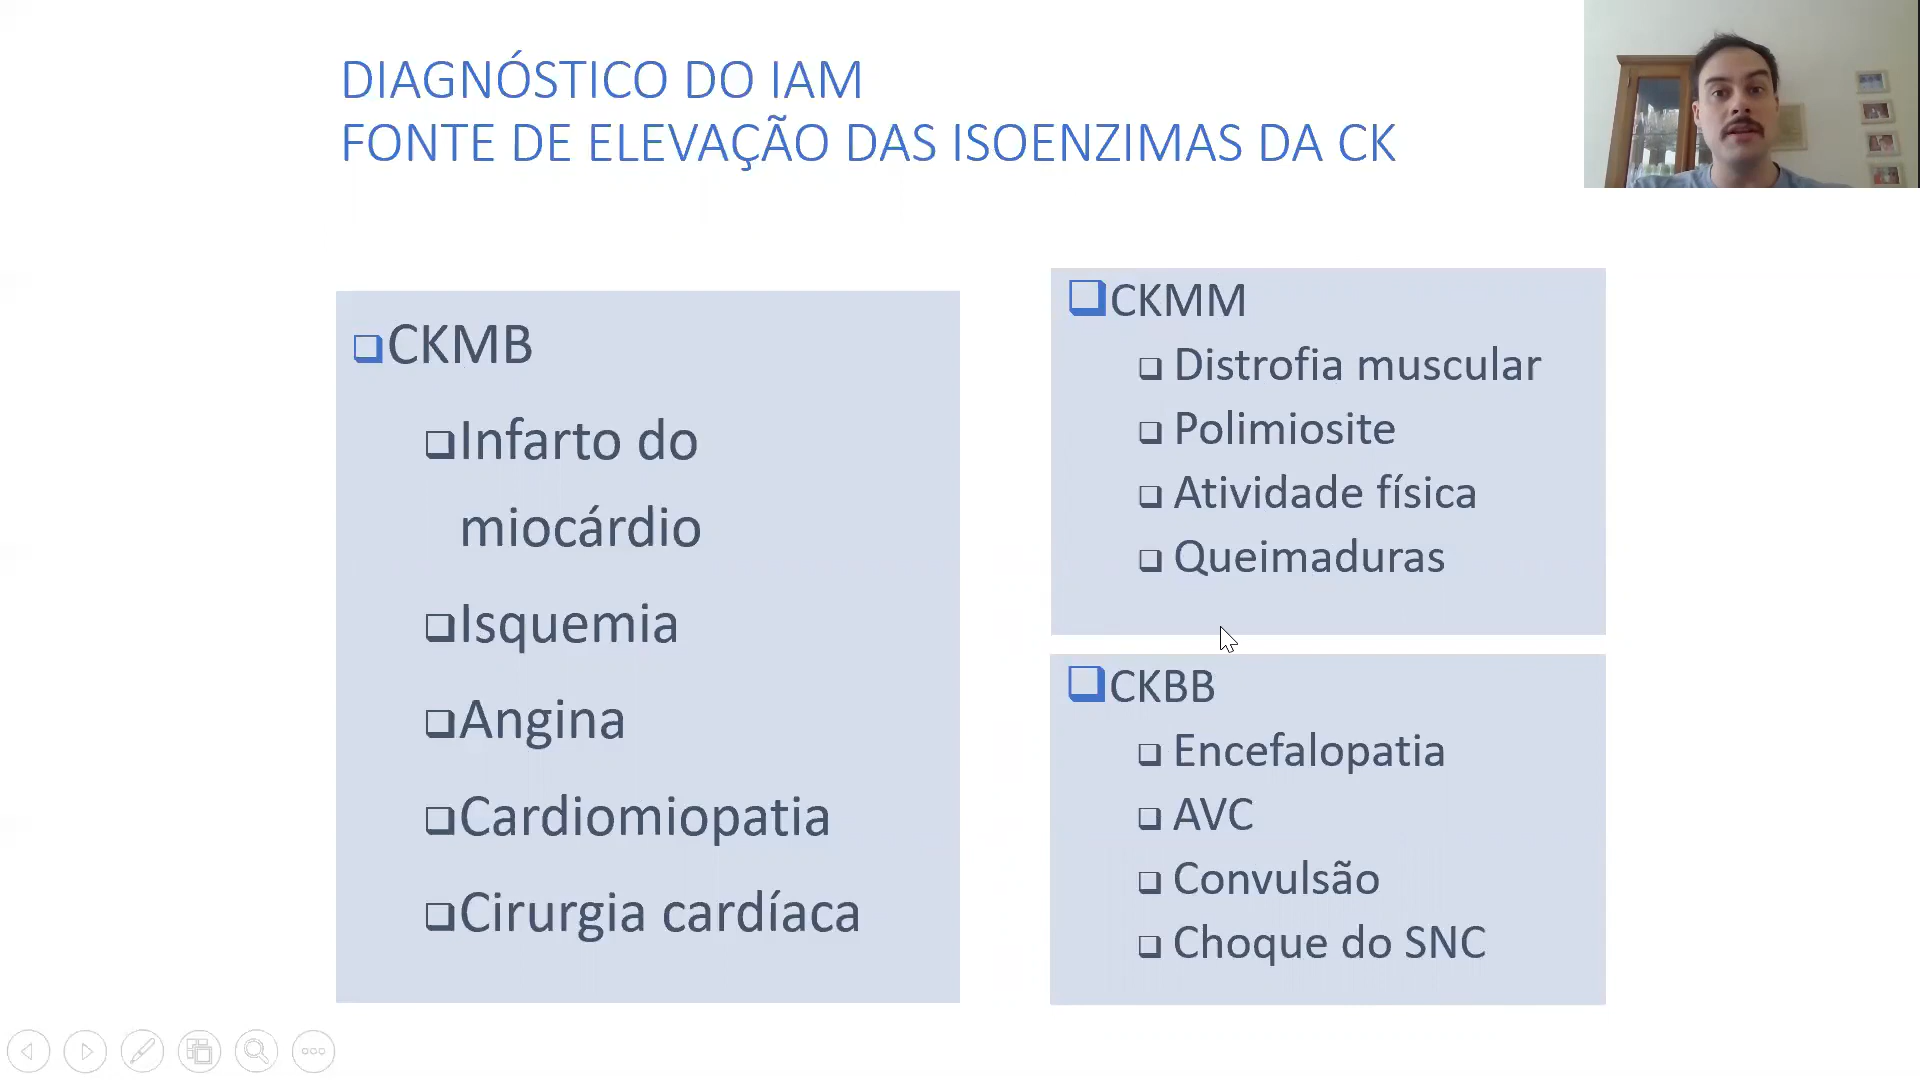 DIAGNÓSTICO DO IAM
FONTE DE ELEVAÇÃO DAS ISOENZIMAS DA CK
CKMB
Infarto do
miocárdio
Isquemia
Angina
Cardiomiopatia
Cirurgia cardíaca
CKMM
Distrofia muscular
Polimiosite
Atividade física
Queimaduras
CKBB
Encefalopatia
AVC
Convulsão
Choque do SNC